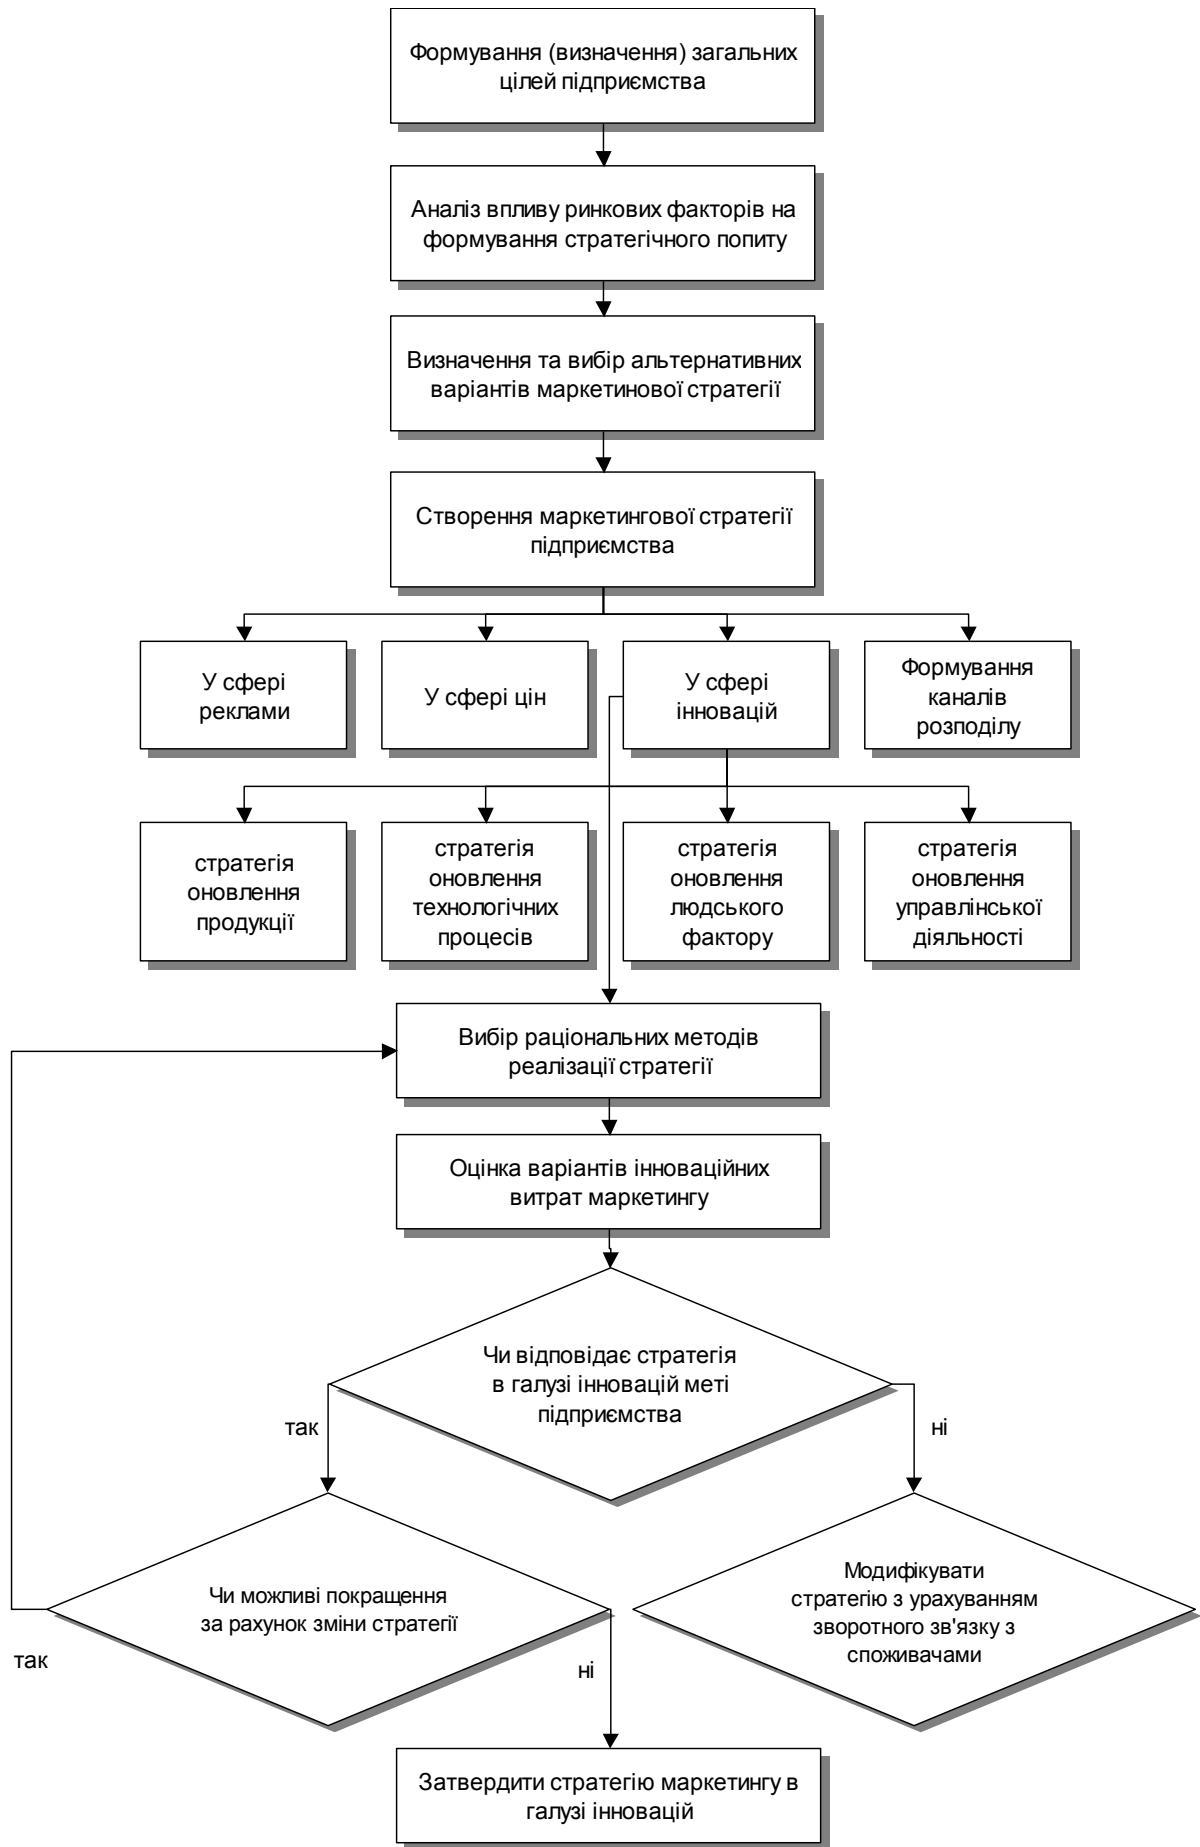 Формування (визначення) загальних
цілей підприємства
Аналіз впливу ринкових факторів на
формування стратегічного попиту
Визначення та вибір альтернативних
варіантів маркетинової стратегії
Створення маркетингової стратегії
підприємства
У сфері
реклами
У сфері цін
У сфері
інновацій
Формування
каналів
розподілу
стратегія
оновлення
продукції
стратегія
оновлення
технологічних
процесів
стратегія
оновлення
людського
фактору
стратегія
оновлення
управлінської
діяльності
Вибір раціональних методів
реалізації стратегії
Оцінка варіантів інноваційних
витрат маркетингу
Чи відповідає стратегія
в галузі інновацій меті
підприємства
так
ні
Чи можливі покращення
за рахунок зміни стратегії
Модифікувати
стратегію з урахуванням
зворотного зв'язку з
споживачами
так
ні
Затвердити стратегію маркетингу в
галузі інновацій